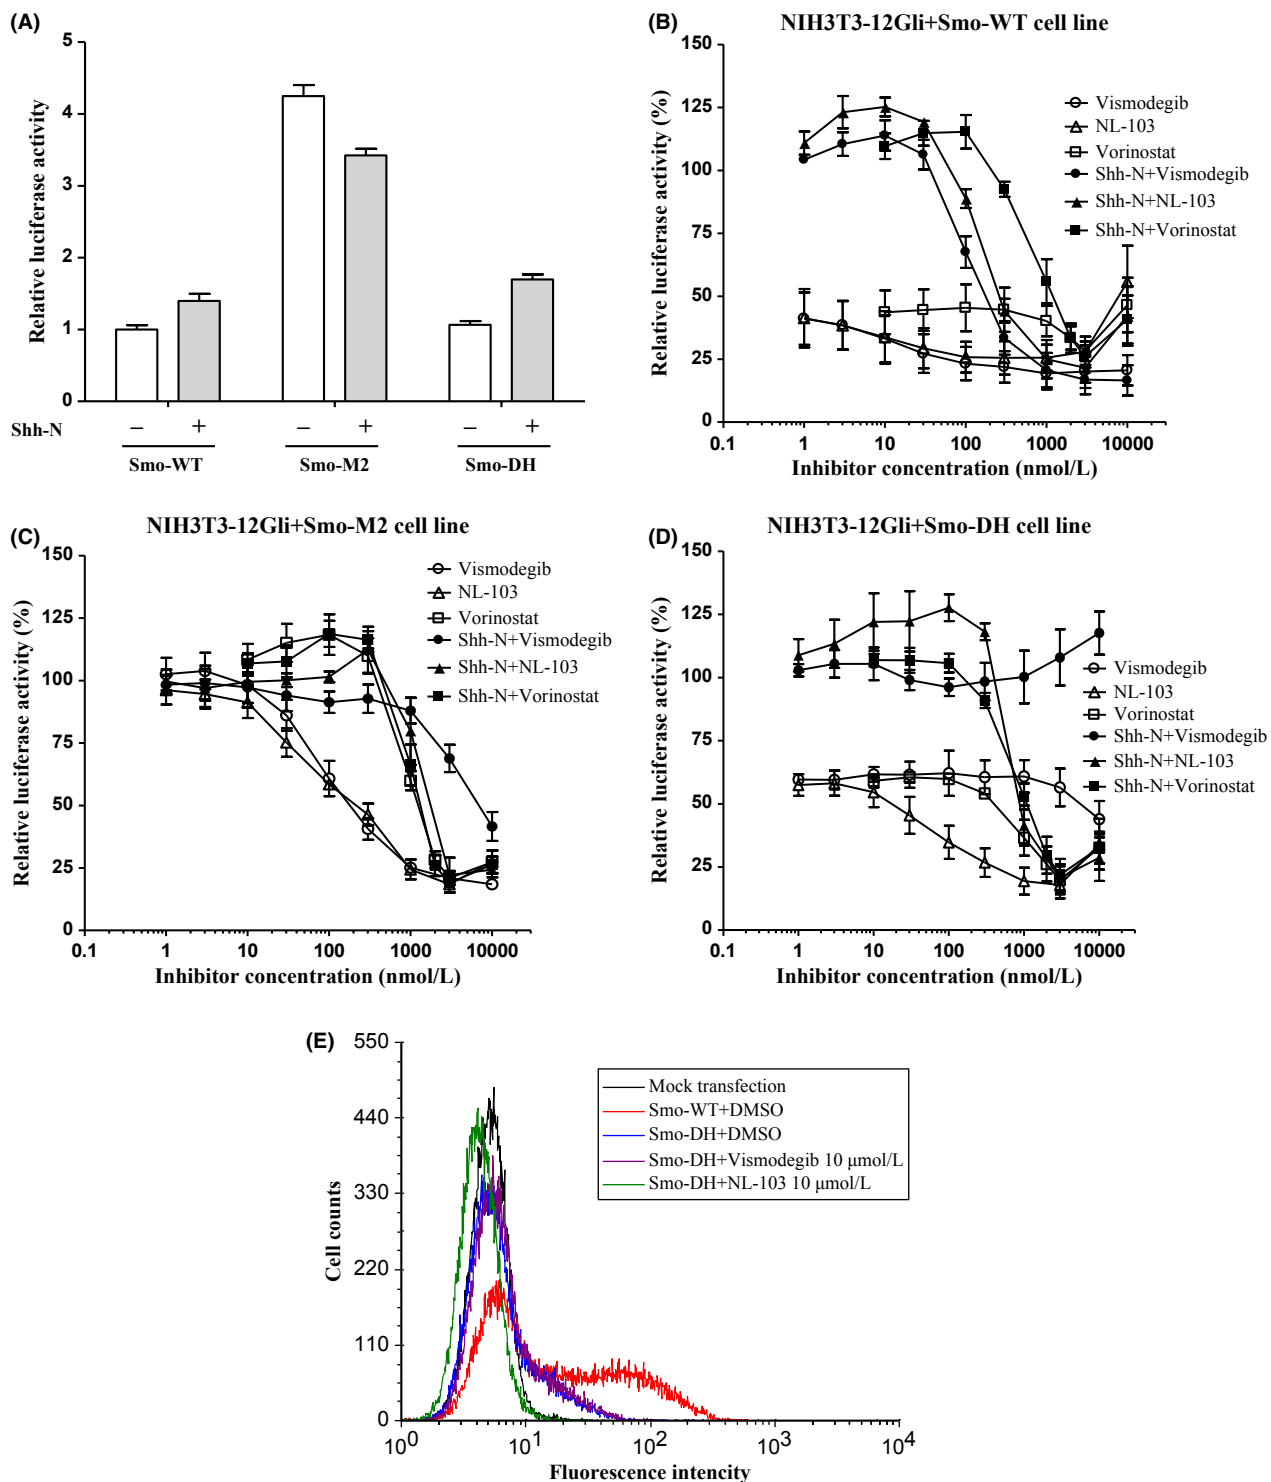 (A)
Relative luciferase activity
5
4
3
2
1
0
Shh-N
– + – + – +
Smo-WT Smo-M2 Smo-DH
(B)
NIH3T3-12Gli+Smo-WT cell line
Relative luciferase activity (%)
150
125
100
75
50
25
0
0.1 1 10 100 1000 10000
Inhibitor concentration (nmol/L)
Vismodegib
NL-103
Vorinostat
Shh-N+Vismodegib
Shh-N+NL-103
Shh-N+Vorinostat
(C)
NIH3T3-12Gli+Smo-M2 cell line
Relative luciferase activity (%)
150
125
100
75
50
25
0
0.1 1 10 100 1000 10000
Inhibitor concentration (nmol/L)
Vismodegib
NL-103
Vorinostat
Shh-N+Vismodegib
Shh-N+NL-103
Shh-N+Vorinostat
(D)
NIH3T3-12Gli+Smo-DH cell line
Relative luciferase activity (%)
150
125
100
75
50
25
0
0.1 1 10 100 1000 10000
Inhibitor concentration (nmol/L)
Vismodegib
NL-103
Vorinostat
Shh-N+Vismodegib
Shh-N+NL-103
Shh-N+Vorinostat
(E)
Cell counts
550
440
330
220
110
0
10⁰ 10¹ 10² 10³ 10⁴
Fluorescence intencity
Mock transfection
Smo-WT+DMSO
Smo-DH+DMSO
Smo-DH+Vismodegib 10 μmol/L
Smo-DH+NL-103 10 μmol/L